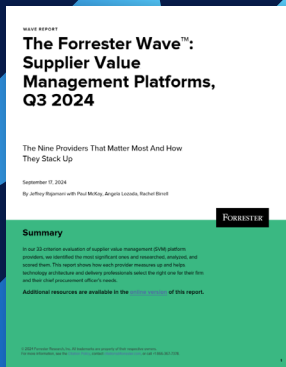 WAVE REPORT
The Forrester Wave™:
Supplier Value
Management Platforms,
Q3 2024
The Nine Providers That Matter Most And How
They Stack Up
September 17, 2024
By Jeffrey Rajamani with Paul McKay, Angela Lozada, Rachel Birrell
FORRESTER
Summary
In our 23-criterion evaluation of supplier value management (SVM) platform
providers, we identified the most significant ones and researched, analyzed, and
scored them. This report shows how each provider measures up and helps
technology architecture and delivery professionals select the right one for their firm
and their chief procurement officer's needs.
Additional resources are available in the online version of this report.